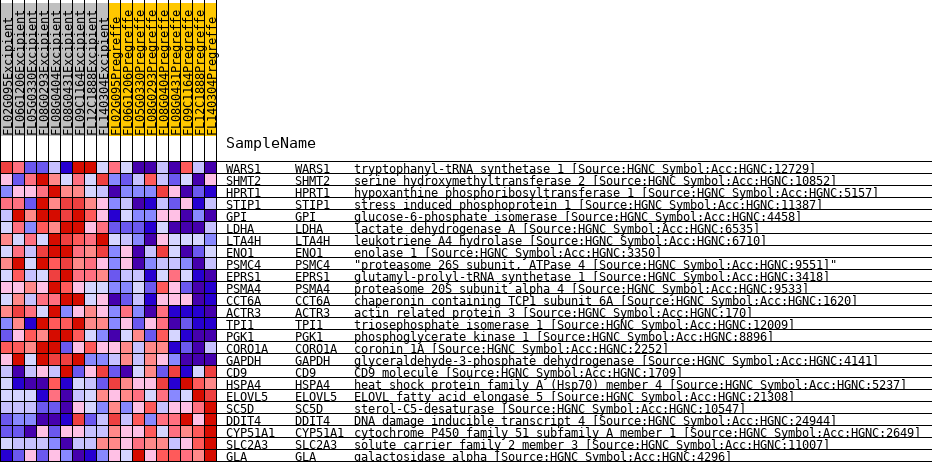 FL02G095Excipient
FL06G1206Excipient
FL05G0330Excipient
FL08G0293Excipient
FL08G0404Excipient
FL08G0431Excipient
FL09C1164Excipient
FL12C1888Excipient
FL140304Excipient
FL02G095Pregreffe
FL06G1206Pregreffe
FL05G0330Pregreffe
FL08G0293Pregreffe
FL08G0404Pregreffe
FL08G0431Pregreffe
FL09C1164Pregreffe
FL12C1888Pregreffe
FL140304Pregreffe
SampleName
WARS1 WARS1 tryptophanyl-tRNA synthetase 1 [Source:HGNC Symbol;Acc:HGNC:12729]
SHMT2 SHMT2 serine hydroxymethyltransferase 2 [Source:HGNC Symbol;Acc:HGNC:10852]
HPRT1 HPRT1 hypoxanthine phosphoribosyltransferase 1 [Source:HGNC Symbol;Acc:HGNC:5157]
STIP1 STIP1 stress induced phosphoprotein 1 [Source:HGNC Symbol;Acc:HGNC:11387]
GPI GPI glucose-6-phosphate isomerase [Source:HGNC Symbol;Acc:HGNC:4458]
LDHA LDHA lactate dehydrogenase A [Source:HGNC Symbol;Acc:HGNC:6535]
LTA4H LTA4H leukotriene A4 hydrolase [Source:HGNC Symbol;Acc:HGNC:6710]
ENO1 ENO1 enolase 1 [Source:HGNC Symbol;Acc:HGNC:3350]
PSMC4 PSMC4 "proteasome 26S subunit, ATPase 4 [Source:HGNC Symbol;Acc:HGNC:9551]"
EPRS1 EPRS1 glutamyl-prolyl-tRNA synthetase 1 [Source:HGNC Symbol;Acc:HGNC:3418]
PSMA4 PSMA4 proteasome 20S subunit alpha 4 [Source:HGNC Symbol;Acc:HGNC:9533]
CCT6A CCT6A chaperonin containing TCP1 subunit 6A [Source:HGNC Symbol;Acc:HGNC:1620]
ACTR3 ACTR3 actin related protein 3 [Source:HGNC Symbol;Acc:HGNC:170]
TPI1 TPI1 triosephosphate isomerase 1 [Source:HGNC Symbol;Acc:HGNC:12009]
PGK1 PGK1 phosphoglycerate kinase 1 [Source:HGNC Symbol;Acc:HGNC:8896]
CORO1A CORO1A coronin 1A [Source:HGNC Symbol;Acc:HGNC:2252]
GAPDH GAPDH glyceraldehyde-3-phosphate dehydrogenase [Source:HGNC Symbol;Acc:HGNC:4141]
CD9 CD9 CD9 molecule [Source:HGNC Symbol;Acc:HGNC:1709]
HSPA4 HSPA4 heat shock protein family A (Hsp70) member 4 [Source:HGNC Symbol;Acc:HGNC:5237]
ELOVL5 ELOVL5 ELOVL fatty acid elongase 5 [Source:HGNC Symbol;Acc:HGNC:21308]
SC5D SC5D sterol-C5-desaturase [Source:HGNC Symbol;Acc:HGNC:10547]
DDIT4 DDIT4 DNA damage inducible transcript 4 [Source:HGNC Symbol;Acc:HGNC:24944]
CYP51A1 CYP51A1 cytochrome P450 family 51 subfamily A member 1 [Source:HGNC Symbol;Acc:HGNC:2649]
SLC2A3 SLC2A3 solute carrier family 2 member 3 [Source:HGNC Symbol;Acc:HGNC:11007]
GLA GLA galactosidase alpha [Source:HGNC Symbol;Acc:HGNC:4296]